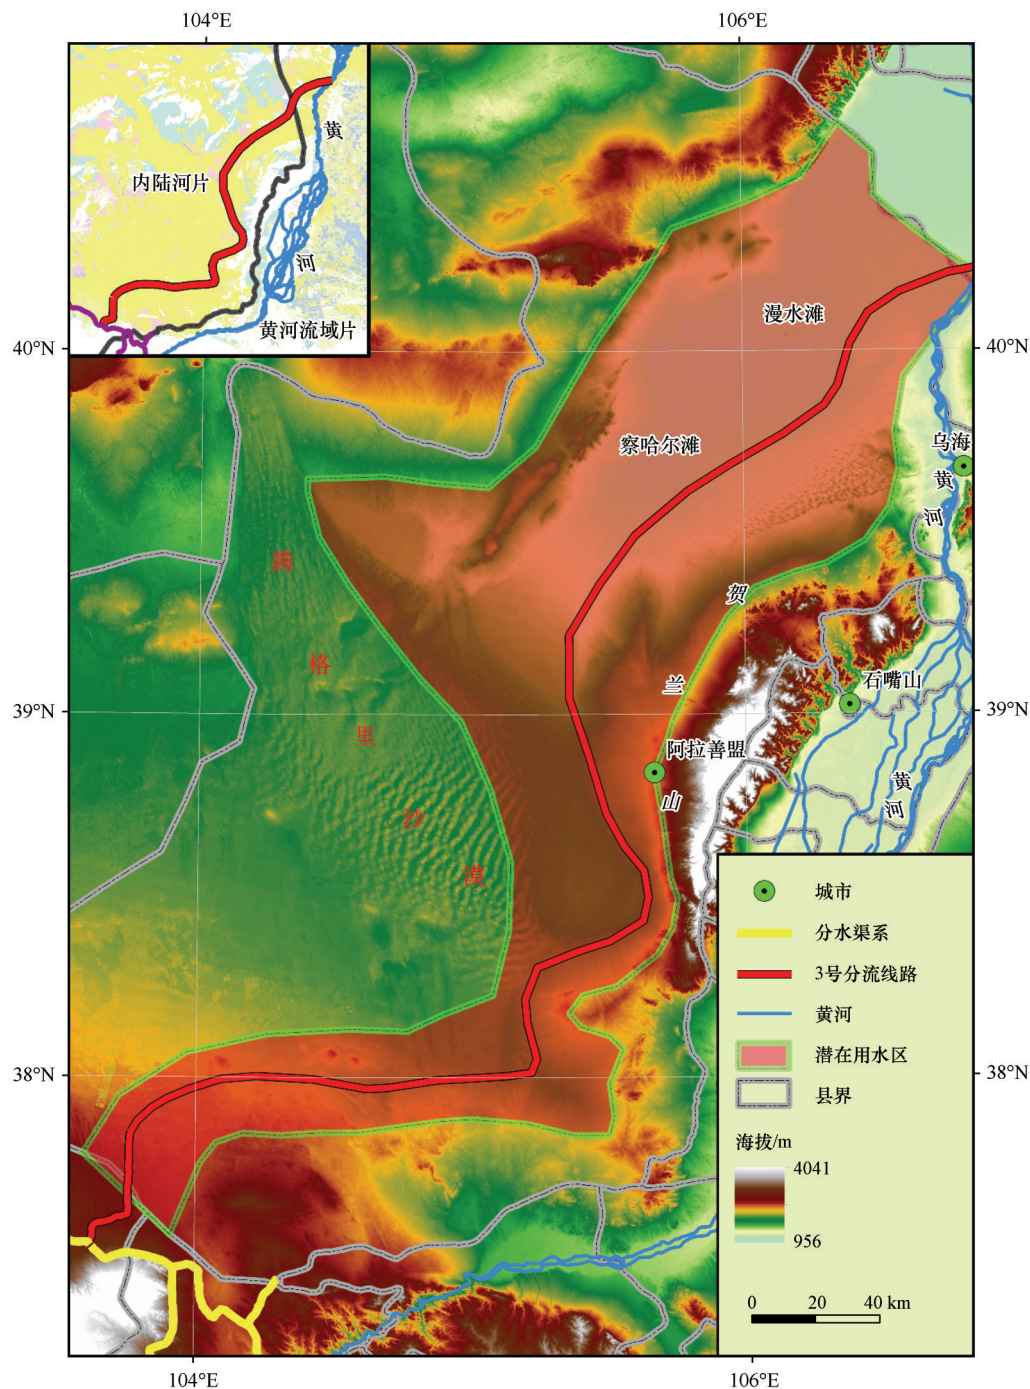 104°E
106°E
黄
内陆河片
河
黄河流域片
漫水滩
40°N
40°N
察哈尔滩
乌海
黄
河
腾
格
里
沙
漠
贺
兰
山
石嘴山
39°N
39°N
阿拉善盟
黄
河
城市
分水渠系
3号分流线路
黄河
潜在用水区
县界
海拔/m
4041
956
38°N
38°N
0
20
40 km
104°E
106°E